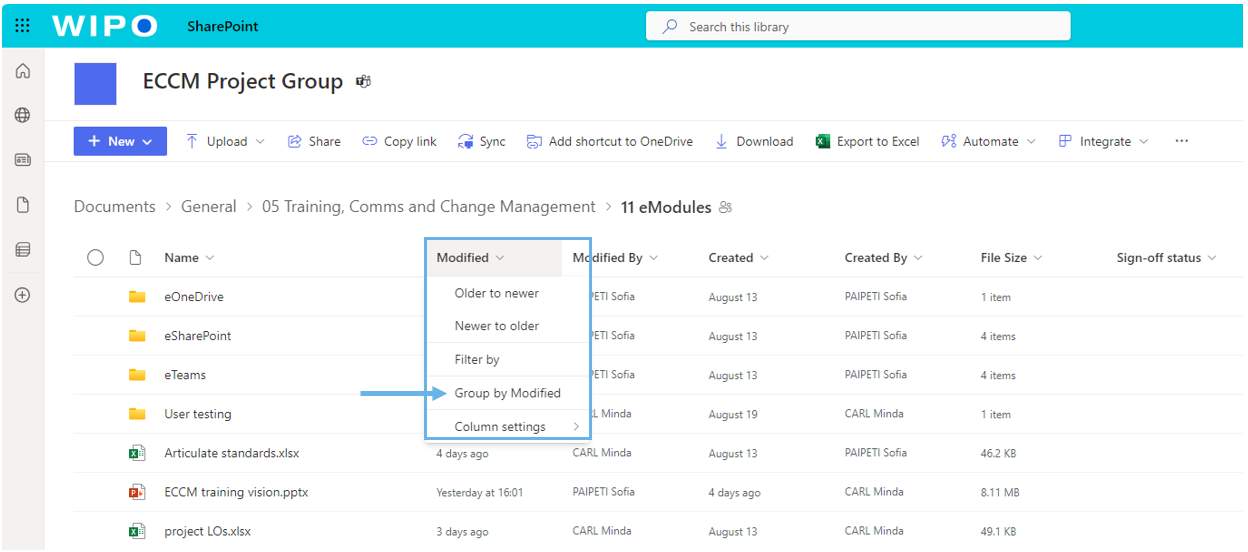 WIPO SharePoint Search this library
ECCM Project Group
New Upload Share Copy link Sync Add shortcut to OneDrive Download Export to Excel Automate Integrate ...
Documents > General > 05 Training, Comms and Change Management > 11 eModules
Name Modified Modified By Created Created By File Size Sign-off status
Older to newer
Newer to older
Filter by
Group by Modified
Column settings
eOneDrive PETI Sofia August 13 PAIPETI Sofia 1 item
eSharePoint PETI Sofia August 13 PAIPETI Sofia 4 items
eTeams PETI Sofia August 13 PAIPETI Sofia 4 items
User testing RL Minda August 19 CARL Minda 1 item
Articulate standards.xlsx 4 days ago CARL Minda August 13 PAIPETI Sofia 46.2 KB
ECCM training vision.pptx Yesterday at 16:01 PAIPETI Sofia 4 days ago CARL Minda 8.11 MB
project LOs.xlsx 3 days ago CARL Minda August 13 CARL Minda 49.1 KB